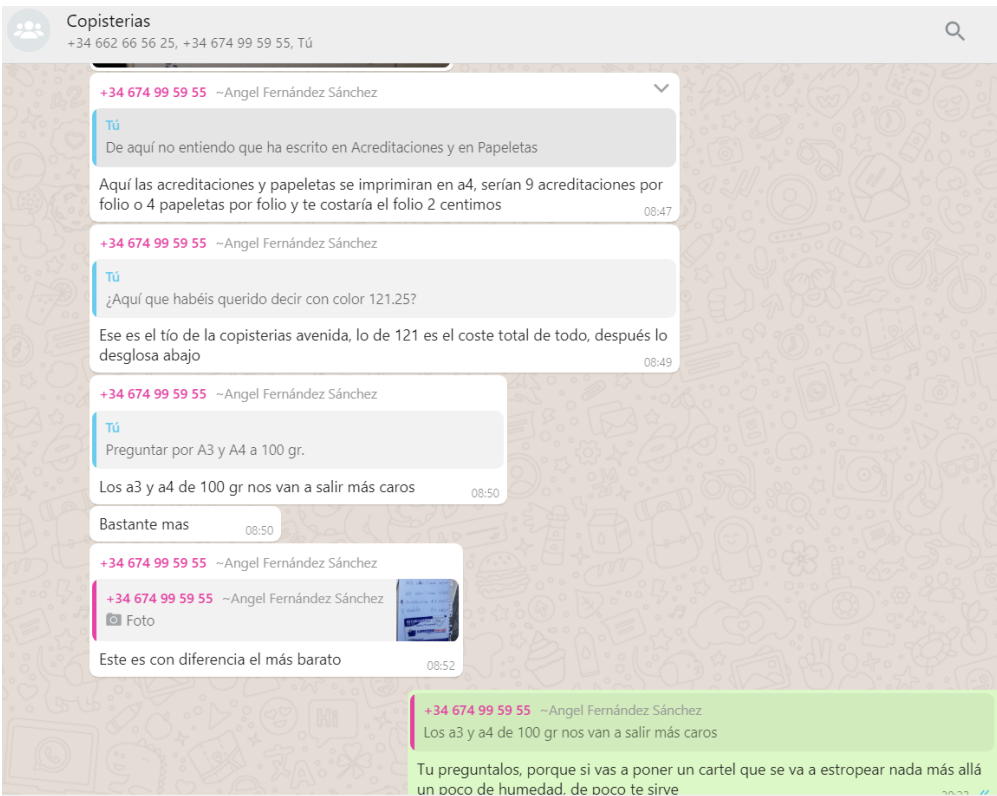 Copisterias
+34 662 66 56 25, +34 674 99 59 55, Tú
+34 674 99 59 55 ~Angel Fernández Sánchez
Tú
De aquí no entiendo que ha escrito en Acreditaciones y en Papeletas
Aquí las acreditaciones y papeletas se imprimiran en a4, serían 9 acreditaciones por
folio o 4 papeletas por folio y te costaría el folio 2 centimos
08:47
+34 674 99 59 55 ~Angel Fernández Sánchez
Tú
¿Aquí que habéis querido decir con color 121.25?
Ese es el tío de la copisterias avenida, lo de 121 es el coste total de todo, después lo
desglosa abajo
08:49
+34 674 99 59 55 ~Angel Fernández Sánchez
Tú
Preguntar por A3 y A4 a 100 gr.
Los a3 y a4 de 100 gr nos van a salir más caros
08:50
Bastante mas
08:50
+34 674 99 59 55 ~Angel Fernández Sánchez
+34 674 99 59 55 ~Angel Fernández Sánchez
Foto
Este es con diferencia el más barato
08:52
+34 674 99 59 55 ~Angel Fernández Sánchez
Los a3 y a4 de 100 gr nos van a salir más caros
Tu preguntalos, porque si vas a poner un cartel que se va a estropear nada más allá
un poco de humedad, de poco te sirve